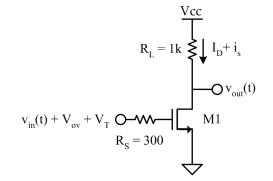 Vcc
R_L = 1k
I_D+ i_s
v_out(t)
v_in(t) + V_ov + V_T
M1
R_S = 300